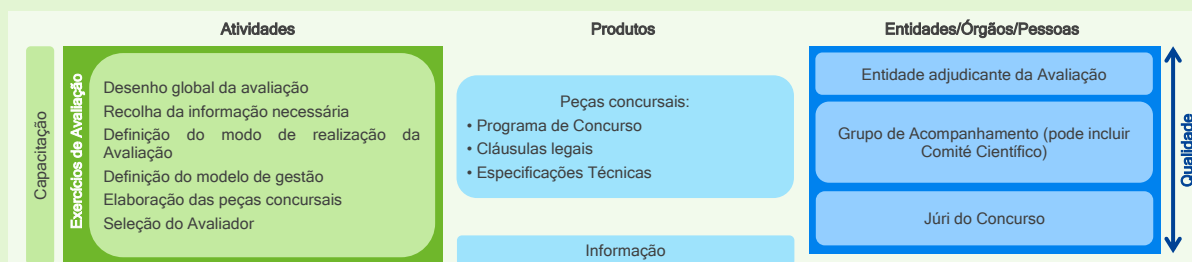 Atividades
Produtos
Entidades/Órgãos/Pessoas
Capacitação
Exercícios de Avaliação
Desenho global da avaliação
Recolha da informação necessária
Definição do modo de realização da
Avaliação
Definição do modelo de gestão
Elaboração das peças concursais
Seleção do Avaliador
Peças concursais:
• Programa de Concurso
• Cláusulas legais
• Especificações Técnicas
Informação
Entidade adjudicante da Avaliação
Grupo de Acompanhamento (pode incluir
Comité Científico)
Júri do Concurso
Qualidade